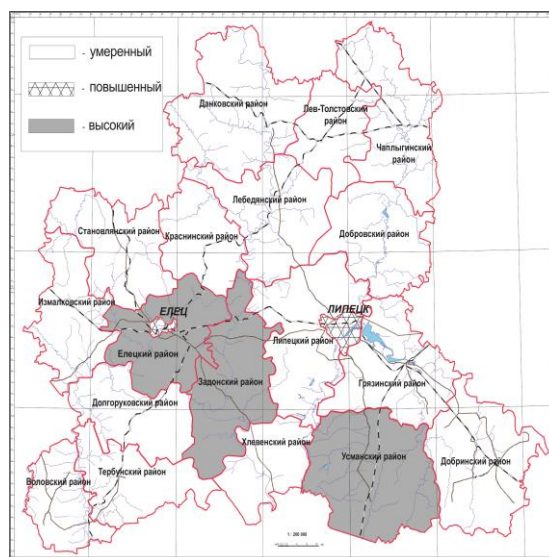 - умеренный
- повышенный
- высокий
Данковский район
Лев-Толстовский
район
Чаплыгинский
район
Лебедянский район
Становлянский район
Краснинский район
Добровский район
Измалковский район
ЕЛЕЦ
ЛИПЕЦК
Елецкий район
Липецкий район
Задонский район
Грязинский район
Долгоруковский район
Хлевенский район
Усманский район
Добринский район
Воловский район
Тербунский район